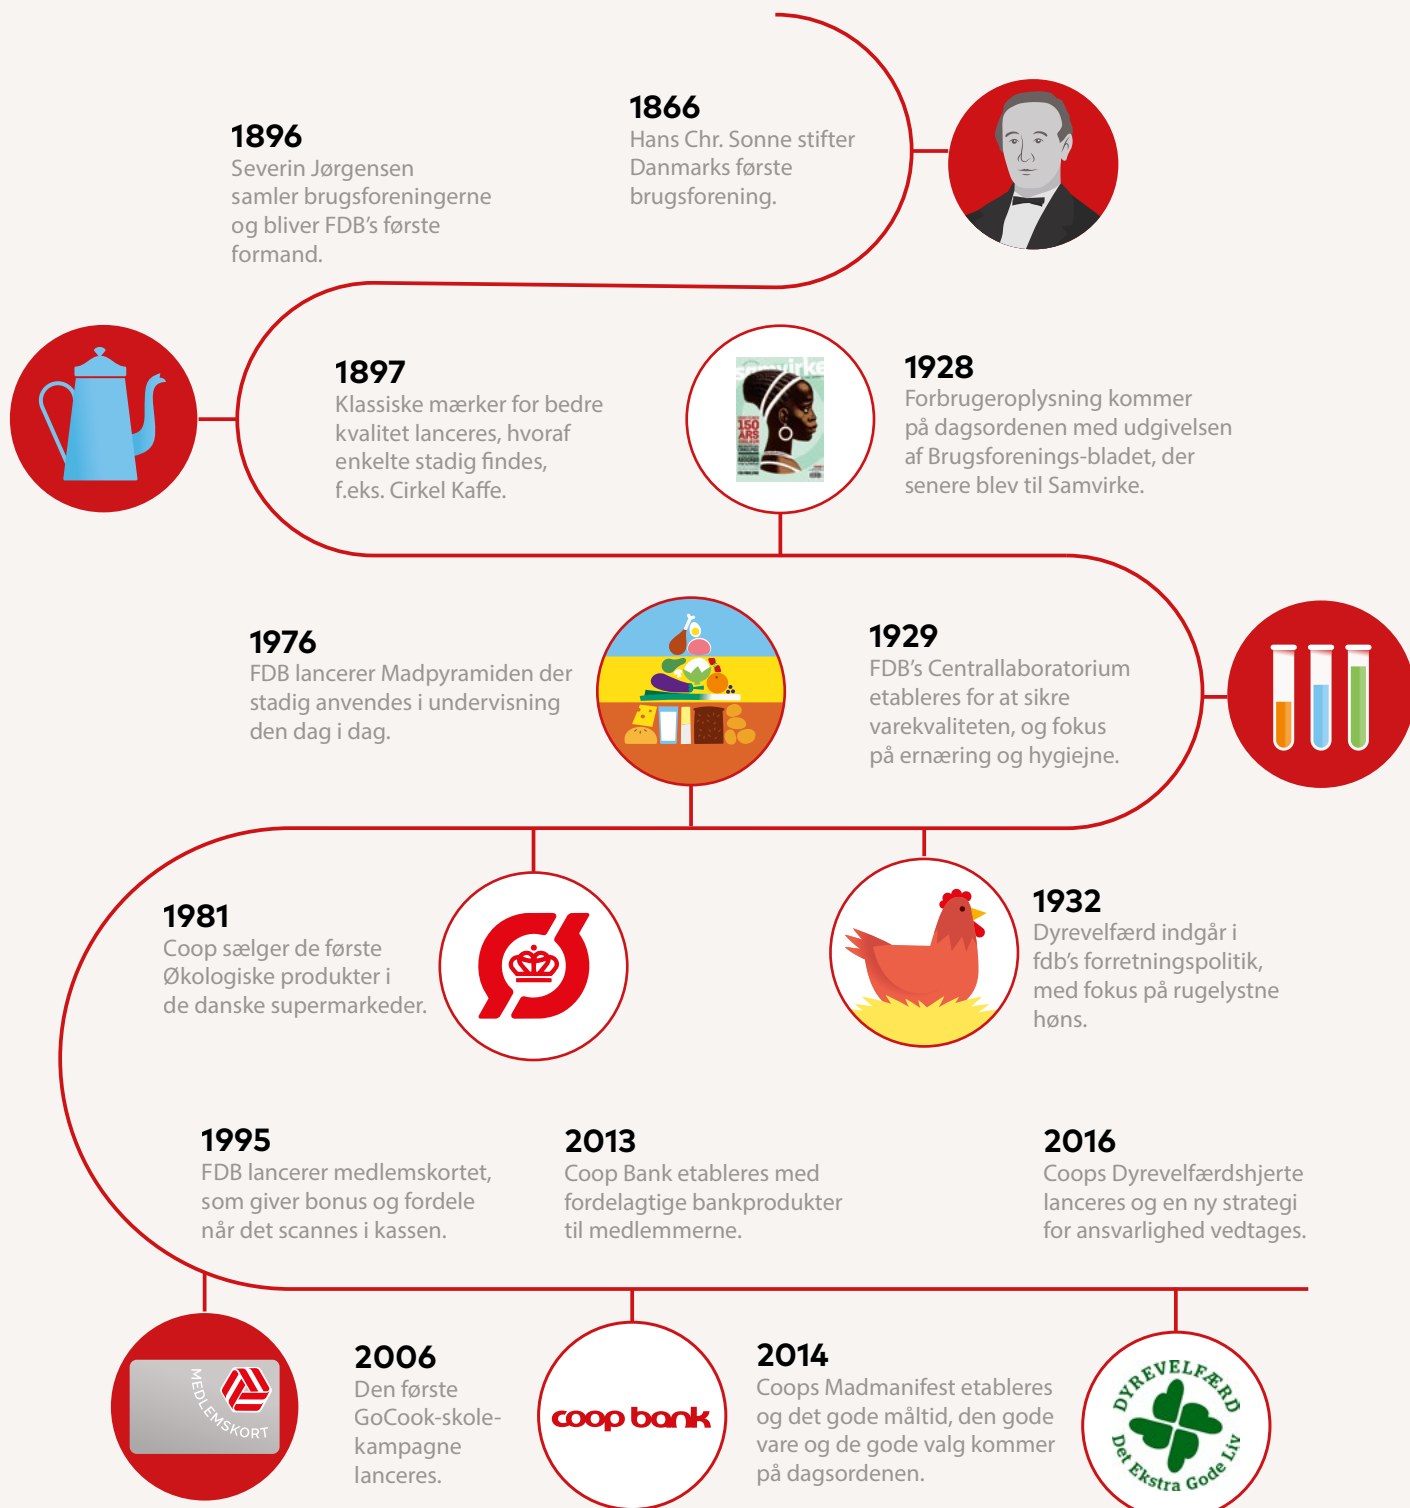 1866
Hans Chr. Sonne stifter
Danmarks første
brugsforening.
1896
Severin Jørgensen
samler brugsforeningerne
og bliver FDB's første
formand.
1897
Klassiske mærker for bedre
kvalitet lanceres, hvoraf
enkelte stadig findes,
f.eks. Cirkel Kaffe.
samvirke
150
ÅRS
1928
Forbrugeroplysning kommer
på dagsordenen med udgivelsen
af Brugsforenings-bladet, der
senere blev til Samvirke.
1929
FDB's Centrallaboratorium
etableres for at sikre
varekvaliteten, og fokus
på ernæring og hygiejne.
1932
Dyrevelfærd indgår i
fdb's forretningspolitik,
med fokus på rugelystne
høns.
1976
FDB lancerer Madpyramiden der
stadig anvendes i undervisning
den dag i dag.
1981
Coop sælger de første
Økologiske produkter i
de danske supermarkeder.
1995
FDB lancerer medlemskortet,
som giver bonus og fordele
når det scannes i kassen.
MEDLEMSKORT
2006
Den første
GoCook-skole-
kampagne
lanceres.
2013
Coop Bank etableres med
fordelagtige bankprodukter
til medlemmerne.
coop bank
2014
Coops Madmanifest etableres
og det gode måltid, den gode
vare og de gode valg kommer
på dagsordenen.
2016
Coops Dyrevelfærdshjerte
lanceres og en ny strategi
for ansvarlighed vedtages.
DYREVELFÆRD
Det Ekstra Gode Liv